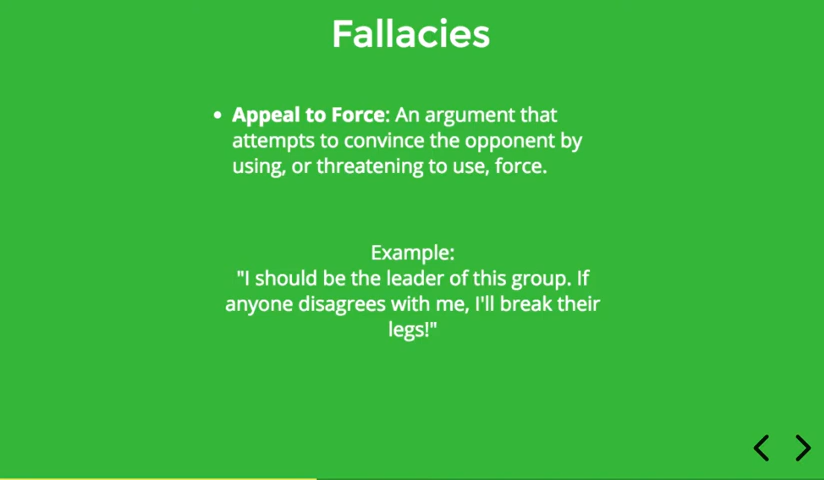 Fallacies
• Appeal to Force: An argument that
attempts to convince the opponent by
using, or threatening to use, force.
Example:
"I should be the leader of this group. If
anyone disagrees with me, I'll break their
legs!"